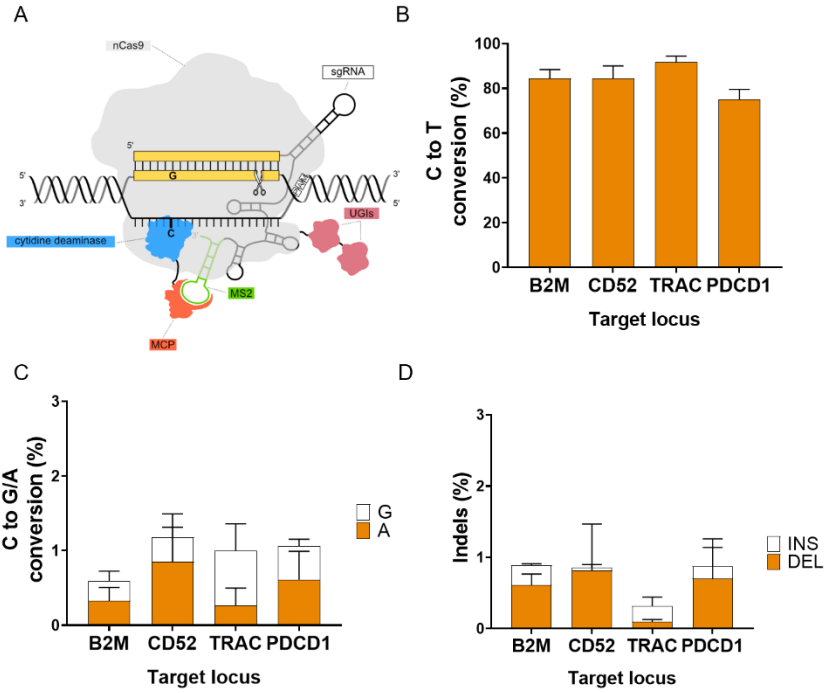 A
nCas9
sgRNA
5'
G
5'
3'
3'
5'
C
cytidine deaminase
UGIs
MS2
MCP
B
C to T
conversion (%)
100
80
60
40
20
0
B2M CD52 TRAC PDCD1
Target locus
C
C to G/A
conversion (%)
3
2
1
0
G
A
B2M CD52 TRAC PDCD1
Target locus
D
Indels (%)
3
2
1
0
INS
DEL
B2M CD52 TRAC PDCD1
Target locus